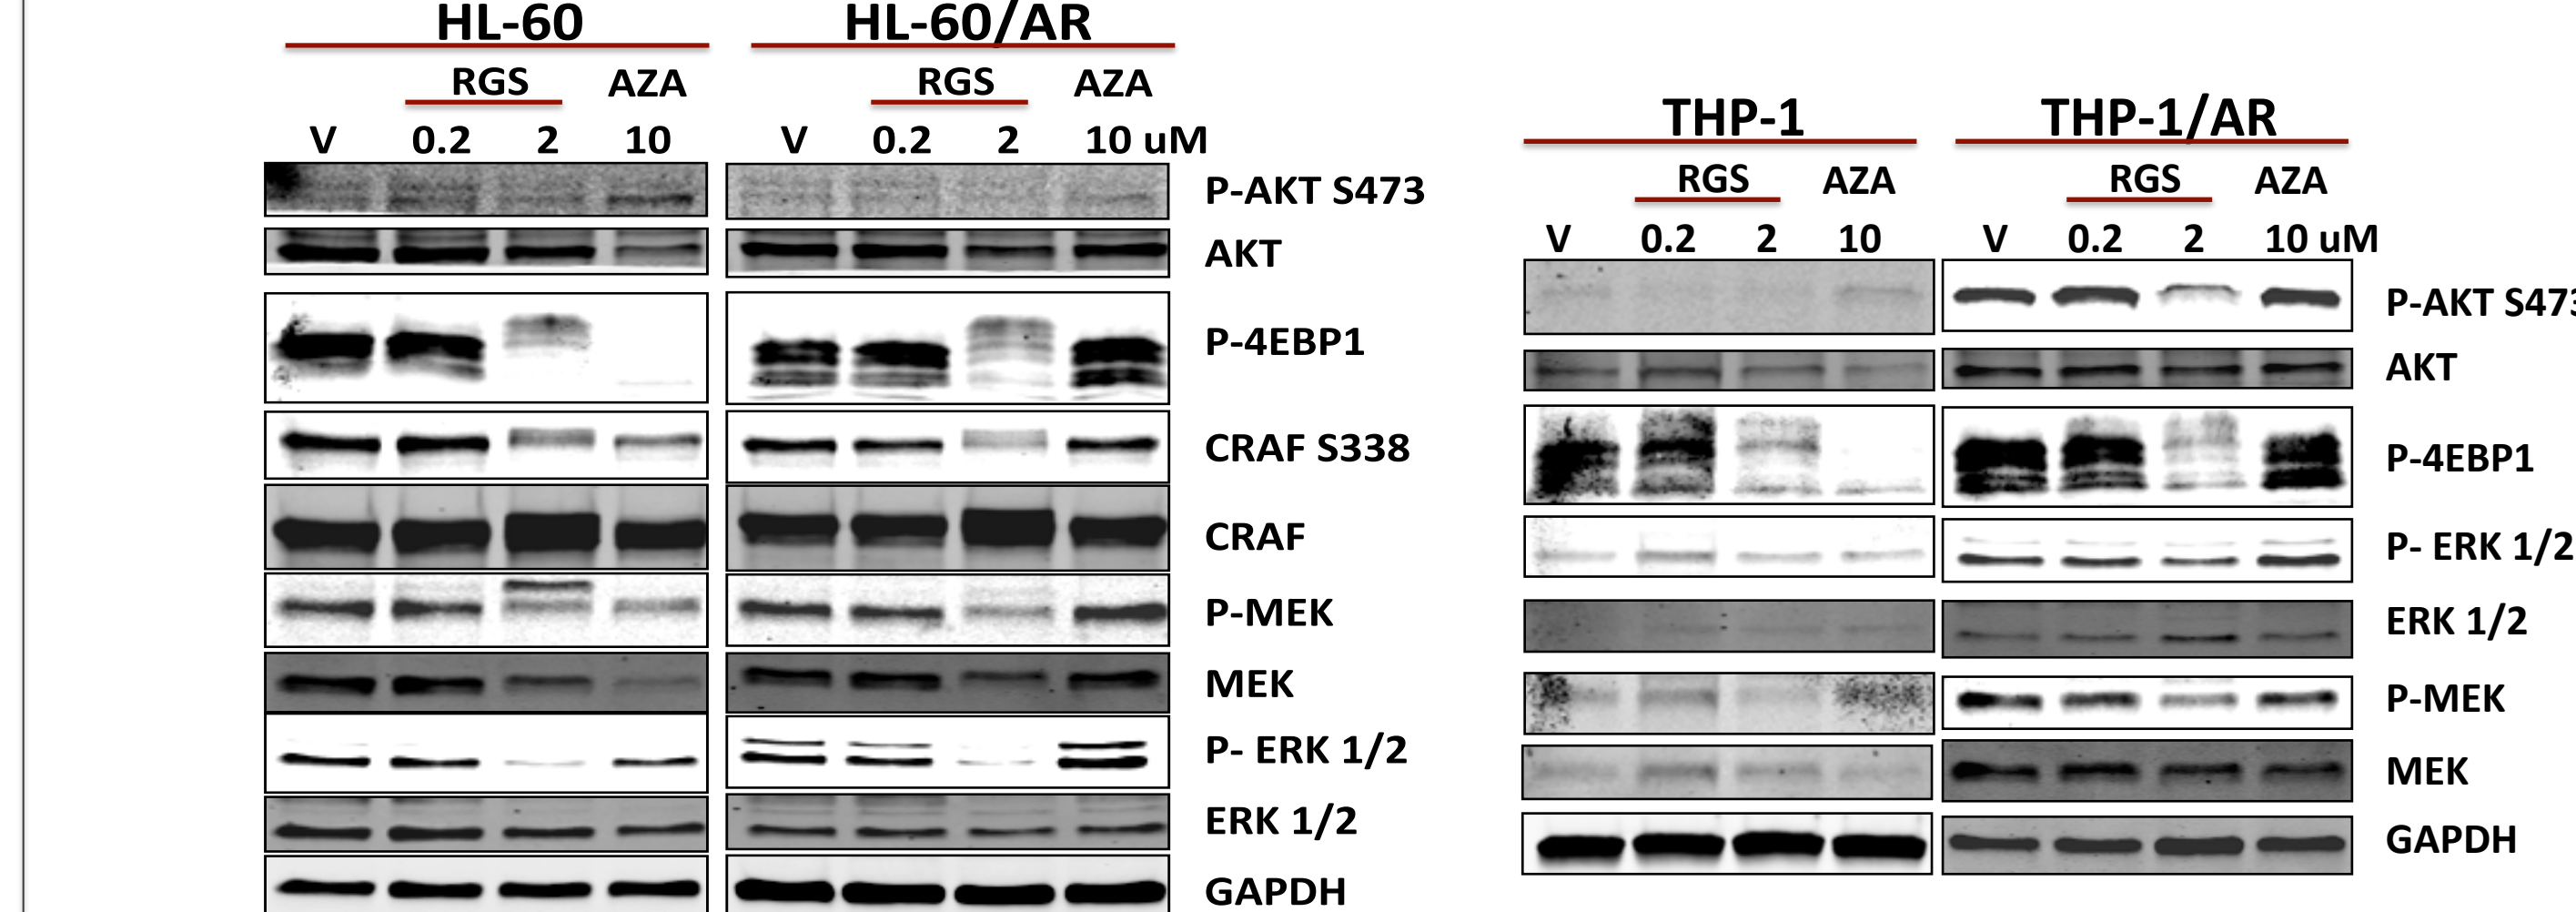 HL-60 HL-60/AR
RGS AZA RGS AZA
V 0.2 2 10 V 0.2 2 10 uM
P-AKT S473
AKT
P-4EBP1
CRAF S338
CRAF
P-MEK
MEK
P- ERK 1/2
ERK 1/2
GAPDH
THP-1 THP-1/AR
RGS AZA RGS AZA
V 0.2 2 10 V 0.2 2 10 uM
P-AKT S473
AKT
P-4EBP1
P- ERK 1/2
ERK 1/2
P-MEK
MEK
GAPDH